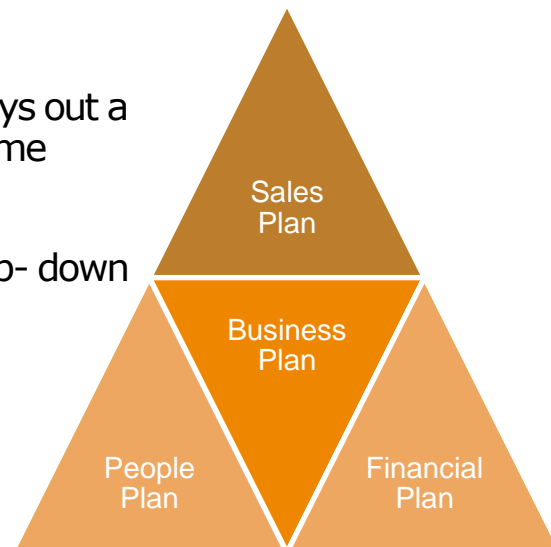 ys out a
me
- down
Sales
Plan
Business
Plan
People
Plan
Financial
Plan